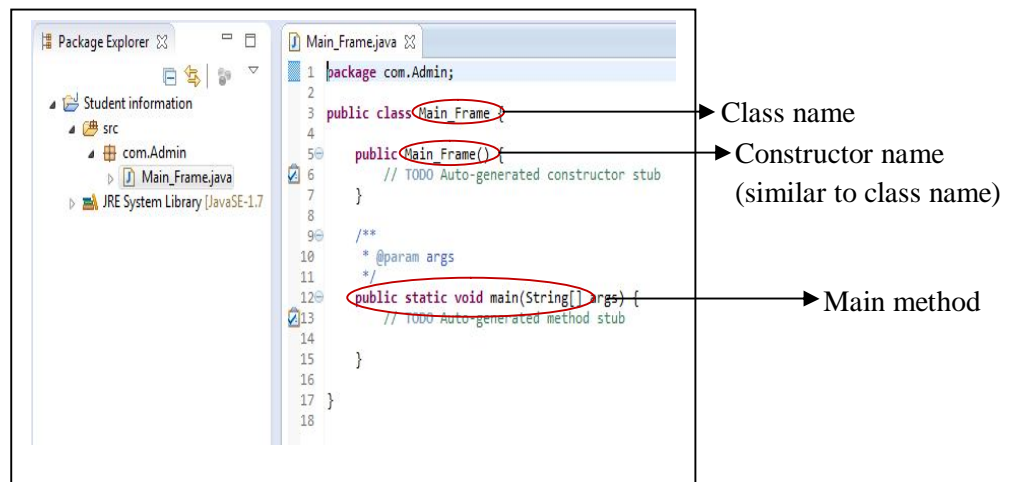 Package Explorer
Student information
src
com.Admin
Main_Frame.java
JRE System Library [JavaSE-1.7
Main_Frame.java
1 package com.Admin;
2
3 public class Main_Frame {
4
5 public Main_Frame() {
6 // TODO Auto-generated constructor stub
7 }
8
9 /**
10 * @param args
11 */
12 public static void main(String[] args) {
13 // TODO Auto-generated method stub
14
15 }
16
17 }
18
Class name
Constructor name
(similar to class name)
Main method